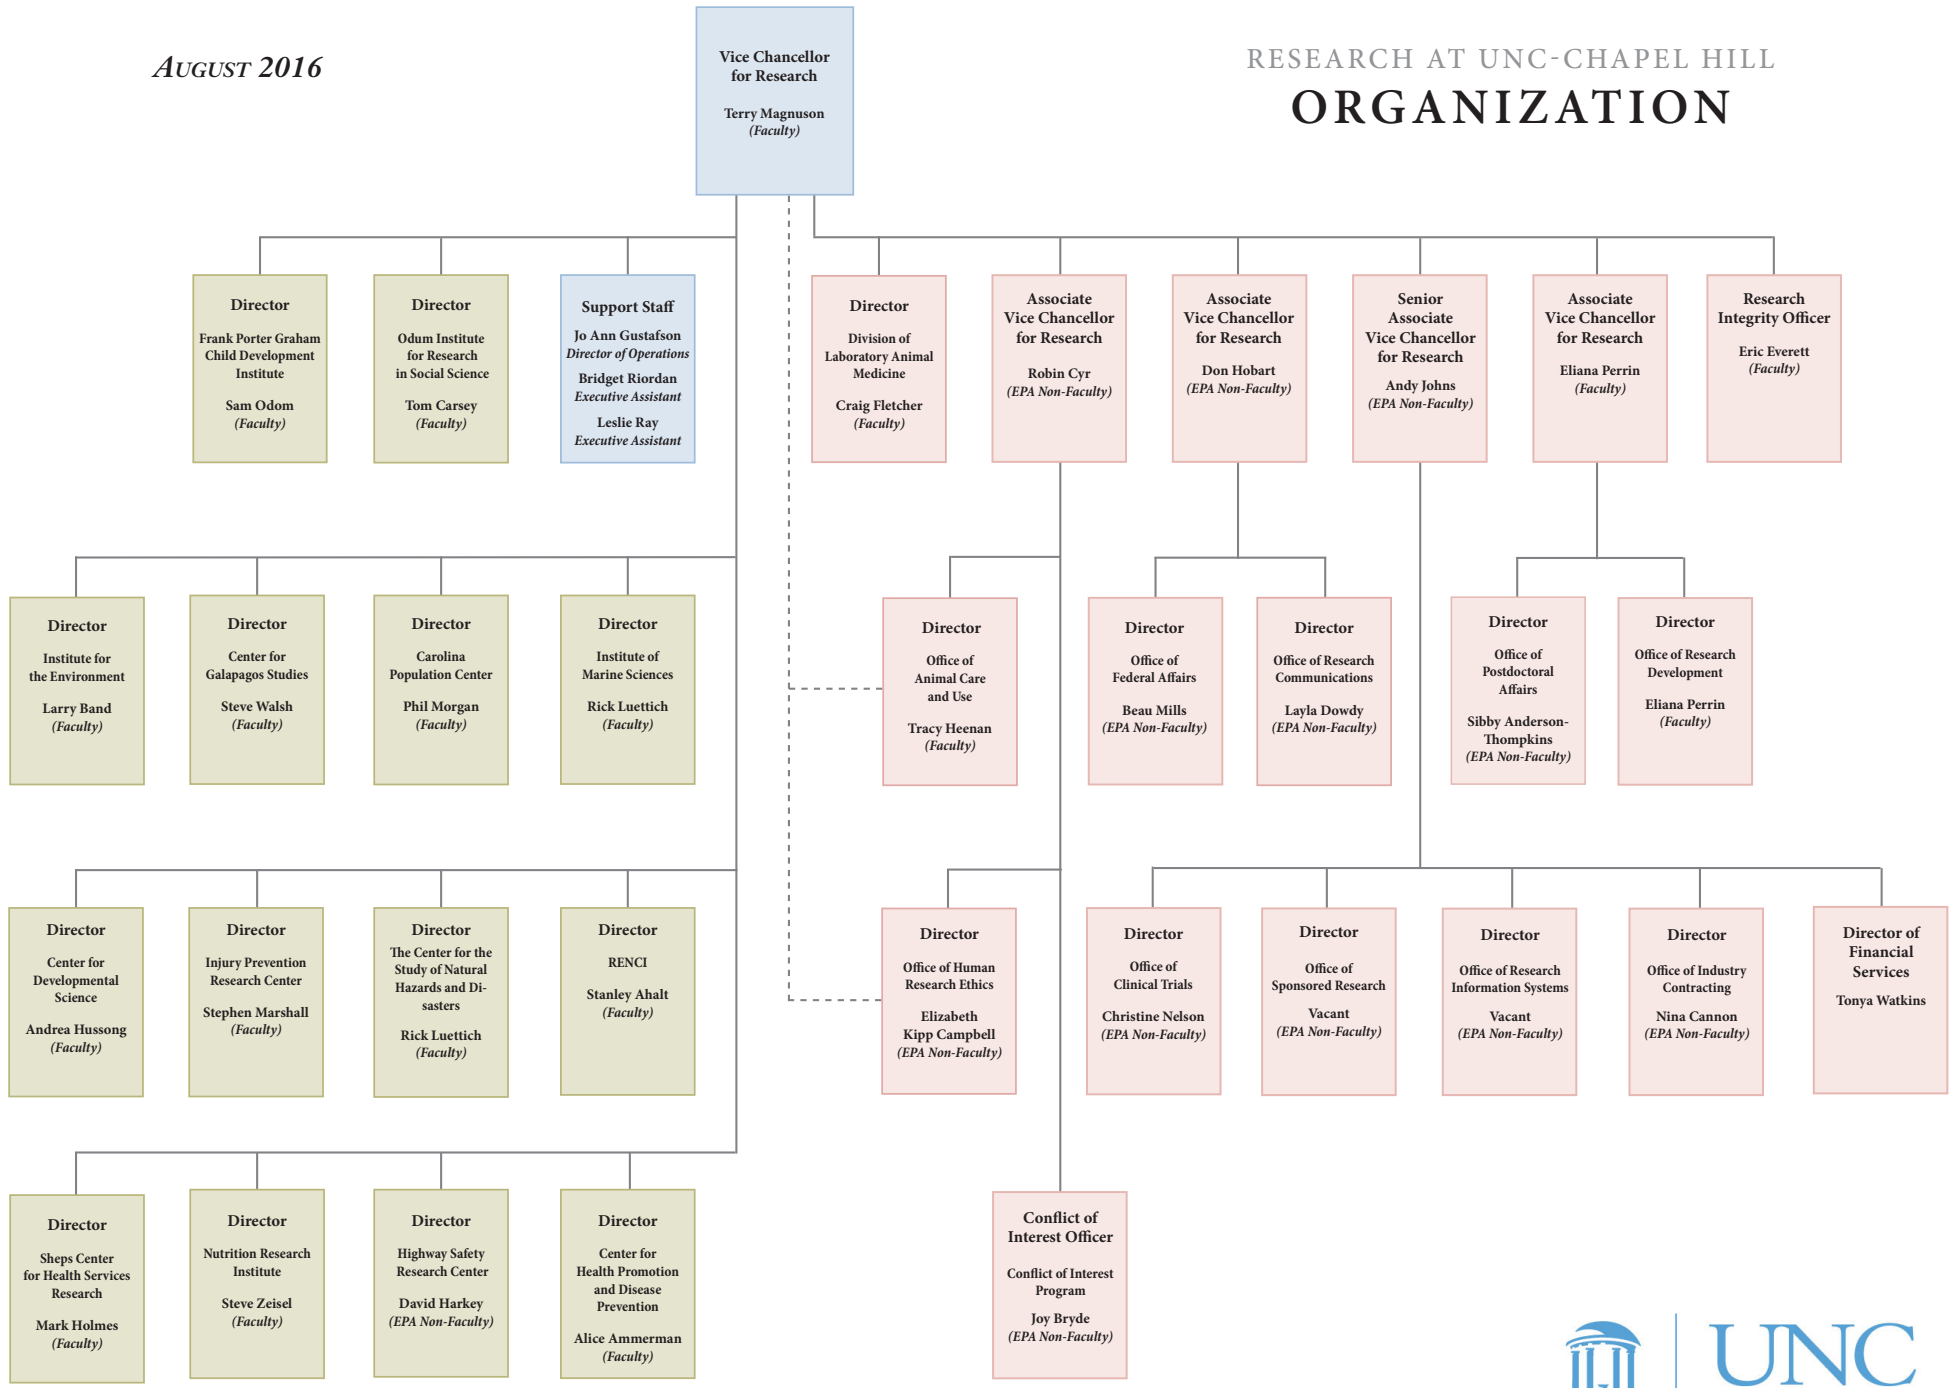 AUGUST 2016
RESEARCH AT UNC-CHAPEL HILL
ORGANIZATION
Vice Chancellor
for Research
Terry Magnuson
(Faculty)
Director
Frank Porter Graham
Child Development
Institute
Sam Odom
(Faculty)
Director
Odum Institute
for Research
in Social Science
Tom Carsey
(Faculty)
Support Staff
Jo Ann Gustafson
Director of Operations
Bridget Riordan
Executive Assistant
Leslie Ray
Executive Assistant
Director
Division of
Laboratory Animal
Medicine
Craig Fletcher
(Faculty)
Associate
Vice Chancellor
for Research
Robin Cyr
(EPA Non-Faculty)
Associate
Vice Chancellor
for Research
Don Hobart
(EPA Non-Faculty)
Senior
Associate
Vice Chancellor
for Research
Andy Johns
(EPA Non-Faculty)
Associate
Vice Chancellor
for Research
Eliana Perrin
(Faculty)
Research
Integrity Officer
Eric Everett
(Faculty)
Director
Institute for
the Environment
Larry Band
(Faculty)
Director
Center for
Galapagos Studies
Steve Walsh
(Faculty)
Director
Carolina
Population Center
Phil Morgan
(Faculty)
Director
Institute of
Marine Sciences
Rick Luettich
(Faculty)
Director
Office of
Animal Care
and Use
Tracy Heenan
(Faculty)
Director
Office of
Federal Affairs
Beau Mills
(EPA Non-Faculty)
Director
Office of Research
Communications
Layla Dowdy
(EPA Non-Faculty)
Director
Office of
Postdoctoral
Affairs
Sibby Anderson-
Thompkins
(EPA Non-Faculty)
Director
Office of Research
Development
Eliana Perrin
(Faculty)
Director
Center for
Developmental
Science
Andrea Hussong
(Faculty)
Director
Injury Prevention
Research Center
Stephen Marshall
(Faculty)
Director
The Center for the
Study of Natural
Hazards and Di-
sasters
Rick Luettich
(Faculty)
Director
RENCI
Stanley Ahalt
(Faculty)
Director
Office of Human
Research Ethics
Elizabeth
Kipp Campbell
(EPA Non-Faculty)
Director
Office of
Clinical Trials
Christine Nelson
(EPA Non-Faculty)
Director
Office of
Sponsored Research
Vacant
(EPA Non-Faculty)
Director
Office of Research
Information Systems
Vacant
(EPA Non-Faculty)
Director
Office of Industry
Contracting
Nina Cannon
(EPA Non-Faculty)
Director of
Financial
Services
Tonya Watkins
Director
Sheps Center
for Health Services
Research
Mark Holmes
(Faculty)
Director
Nutrition Research
Institute
Steve Zeisel
(Faculty)
Director
Highway Safety
Research Center
David Harkey
(EPA Non-Faculty)
Director
Center for
Health Promotion
and Disease
Prevention
Alice Ammerman
(Faculty)
Conflict of
Interest Officer
Conflict of Interest
Program
Joy Bryde
(EPA Non-Faculty)
UNC